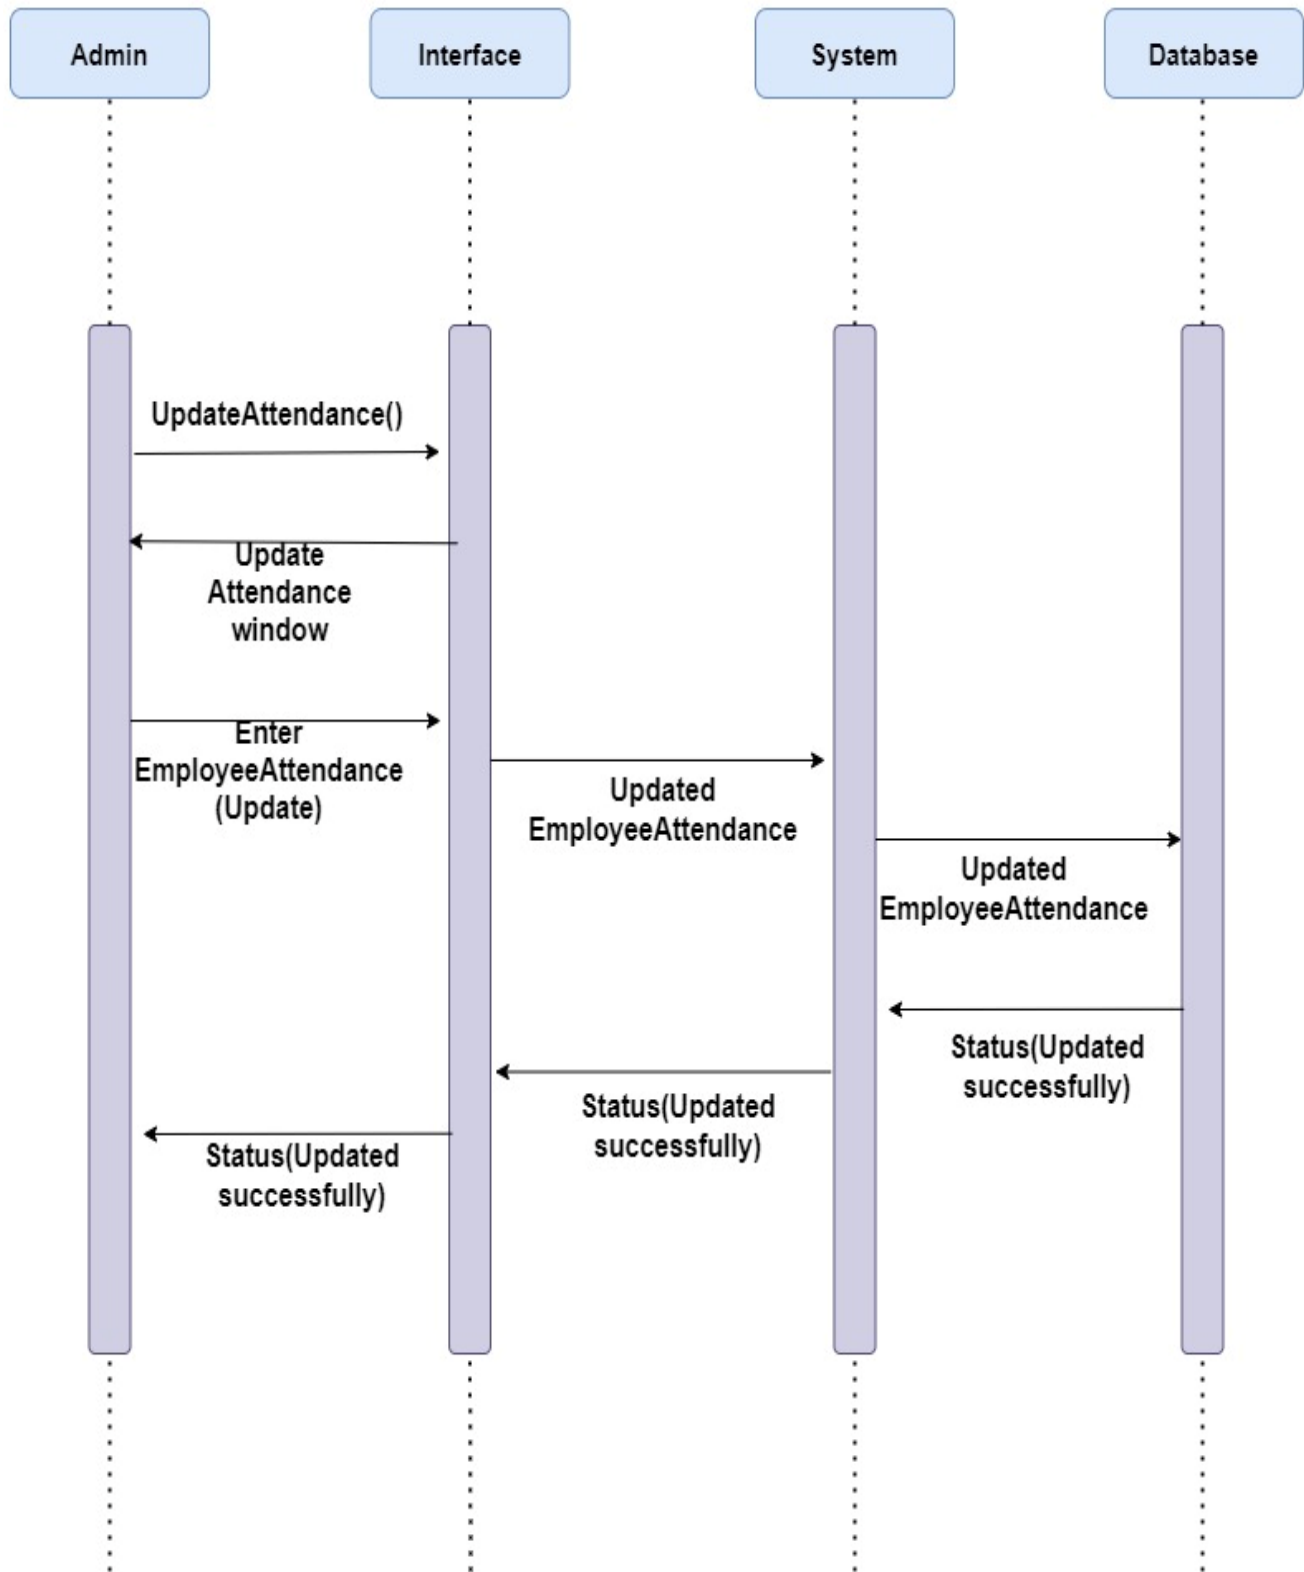 Admin
Interface
System
Database
UpdateAttendance()
Update
Attendance
window
Enter
EmployeeAttendance
(Update)
Updated
EmployeeAttendance
Updated
EmployeeAttendance
Status(Updated
successfully)
Status(Updated
successfully)
Status(Updated
successfully)